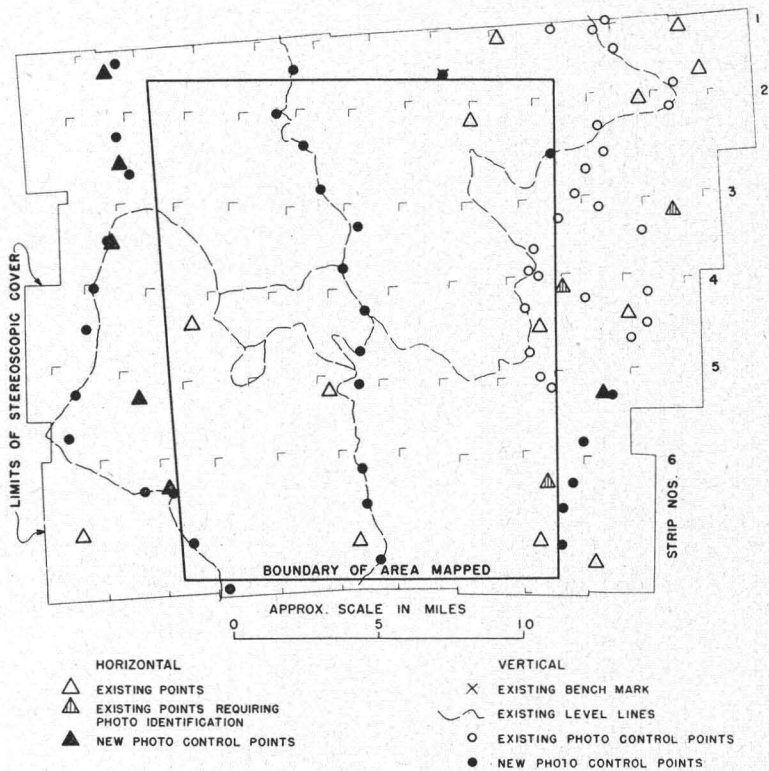 1
2
3
4
5
6
STRIP NOS.
LIMITS OF STEREOSCOPIC COVER
BOUNDARY OF AREA MAPPED
APPROX. SCALE IN MILES
0 5 10
HORIZONTAL
EXISTING POINTS
EXISTING POINTS REQUIRING
PHOTO IDENTIFICATION
NEW PHOTO CONTROL POINTS
VERTICAL
EXISTING BENCH MARK
EXISTING LEVEL LINES
EXISTING PHOTO CONTROL POINTS
NEW PHOTO CONTROL POINTS